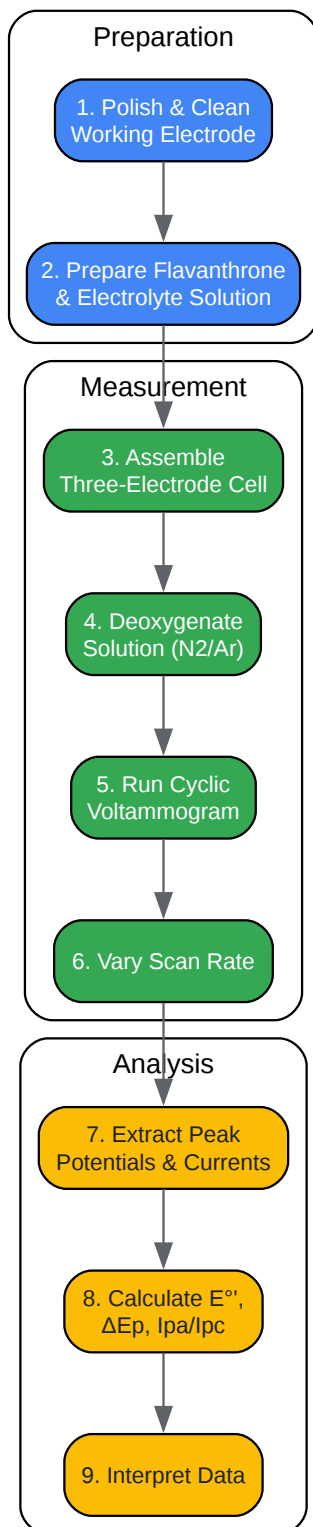 Preparation
1. Polish & Clean
Working Electrode
2. Prepare Flavanthrone
& Electrolyte Solution
Measurement
3. Assemble
Three-Electrode Cell
4. Deoxygenate
Solution (N2/Ar)
5. Run Cyclic
Voltammogram
6. Vary Scan Rate
Analysis
7. Extract Peak
Potentials & Currents
8. Calculate E°',
ΔEp, Ipa/Ipc
9. Interpret Data